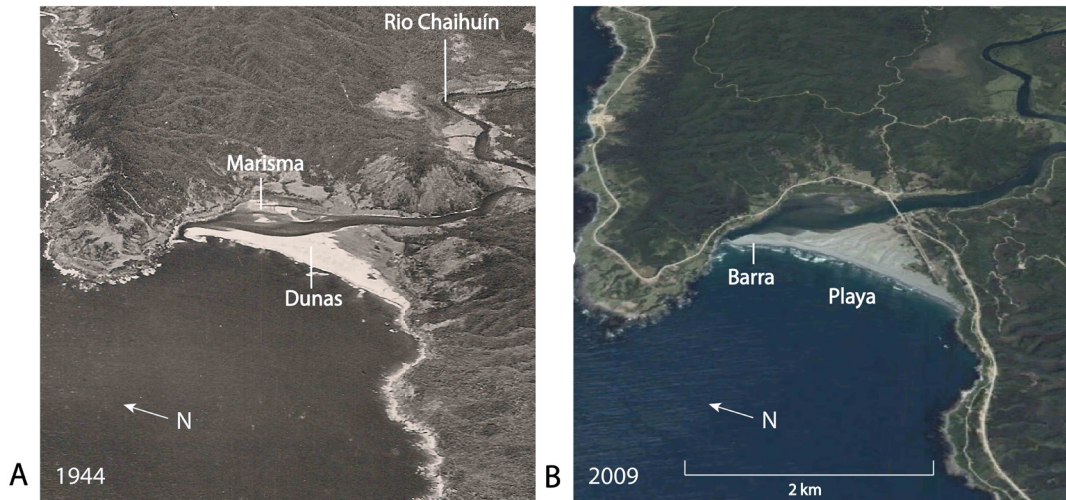 Rio Chaihuín
Marisma
Dunas
N
A
1944
Barra
Playa
N
B
2009
2 km